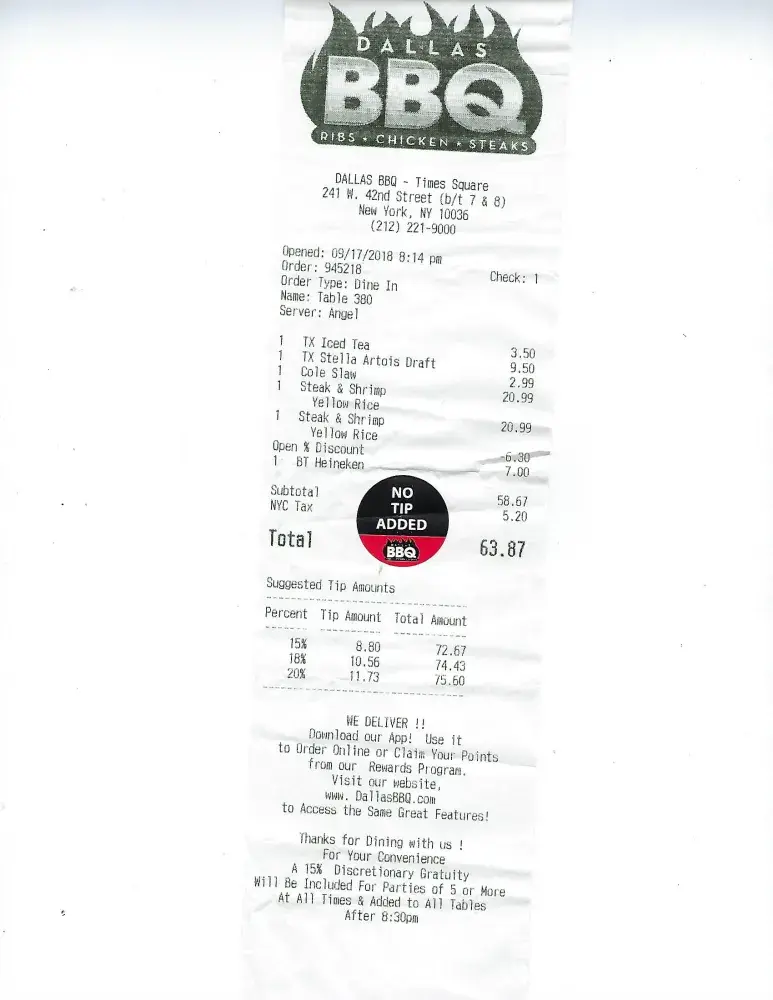 DALLAS
BBQ
RIBS • CHICKEN • STEAKS
DALLAS BBQ - Times Square
241 W. 42nd Street (b/t 7 & 8)
New York, NY 10036
(212) 221-9000
Opened: 09/17/2018 8:14 pm
Order: 945218 Check: 1
Order Type: Dine In
Name: Table 380
Server: Angel
1 TX Iced Tea 3.50
1 TX Stella Artois Draft 9.50
1 Cole Slaw 2.99
1 Steak & Shrimp 20.99
Yellow Rice
1 Steak & Shrimp 20.99
Yellow Rice
Open % Discount -6.30
1 BT Heineken 7.00
Subtotal 58.67
NYC Tax 5.20
Total 63.87
NO
TIP
ADDED
BBQ
Suggested Tip Amounts
Percent Tip Amount Total Amount
15% 8.80 72.67
18% 10.56 74.43
20% 11.73 75.60
WE DELIVER !!
Download our App! Use it
to Order Online or Claim Your Points
from our Rewards Program.
Visit our website,
www. DallasBBQ.com
to Access the Same Great Features!
Thanks for Dining with us !
For Your Convenience
A 15% Discretionary Gratuity
Will Be Included For Parties of 5 or More
At All Times & Added to All Tables
After 8:30pm